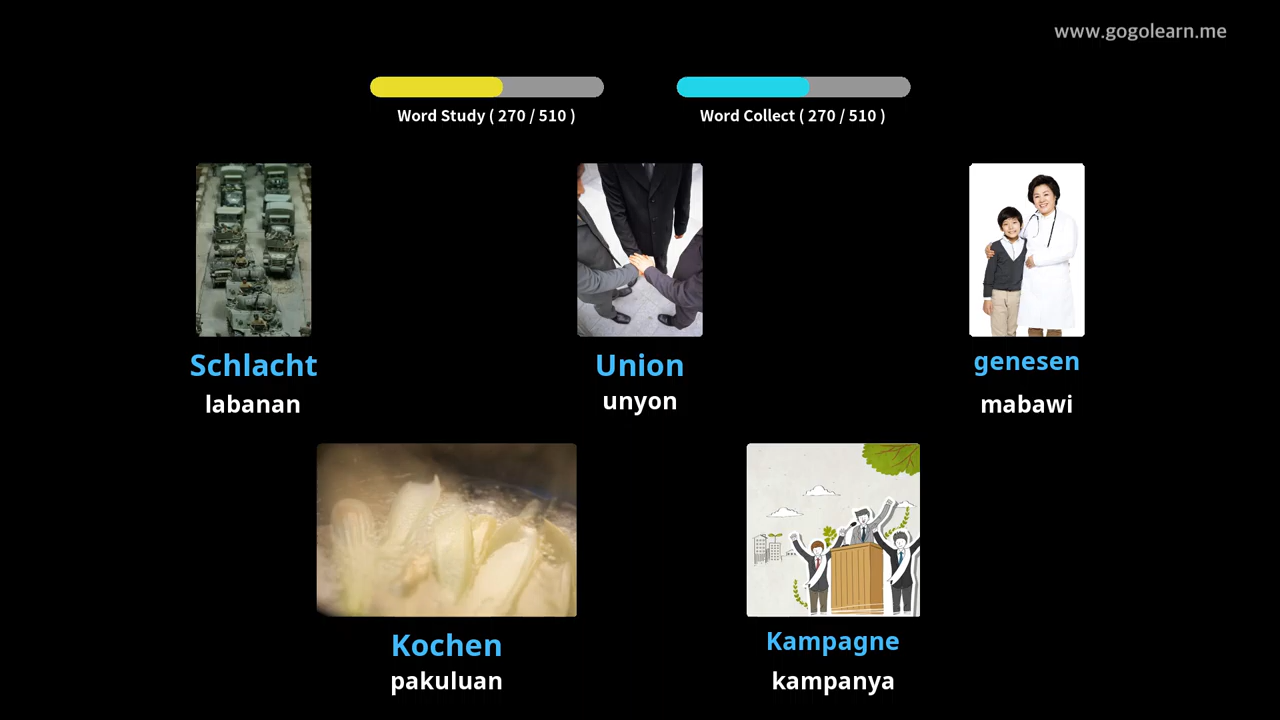 www.gogolearn.me
Word Study ( 270 / 510 )
Word Collect ( 270 / 510 )
Schlacht
labanan
Union
unyon
genesen
mabawi
Kochen
pakuluan
Kampagne
kampanya